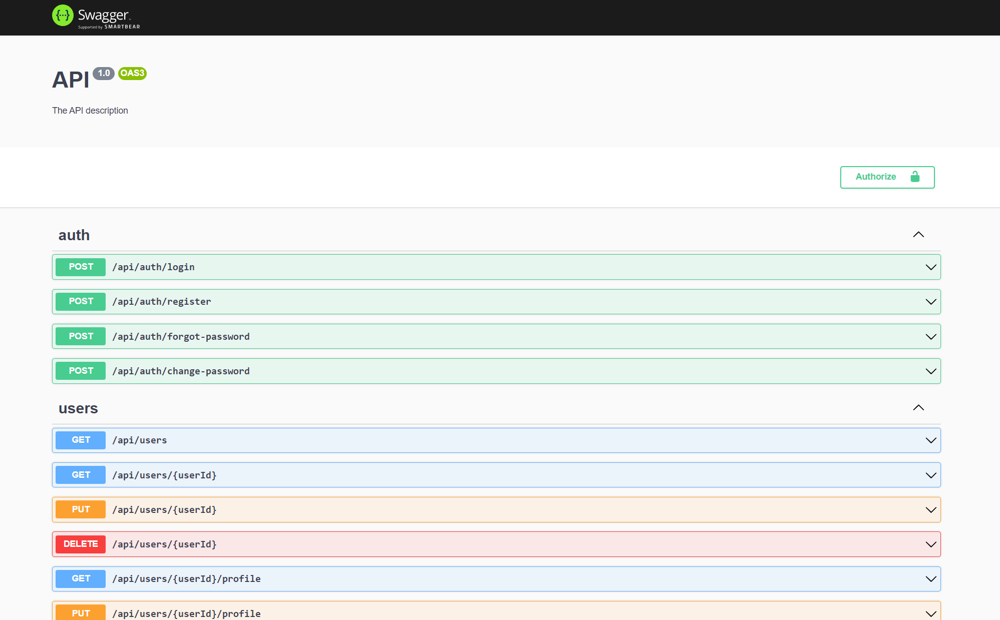 Swagger
Supported by SMARTBEAR
API 1.0 OAS3
The API description
Authorize
auth
POST /api/auth/login
POST /api/auth/register
POST /api/auth/forgot-password
POST /api/auth/change-password
users
GET /api/users
GET /api/users/{userId}
PUT /api/users/{userId}
DELETE /api/users/{userId}
GET /api/users/{userId}/profile
PUT /api/users/{userId}/profile